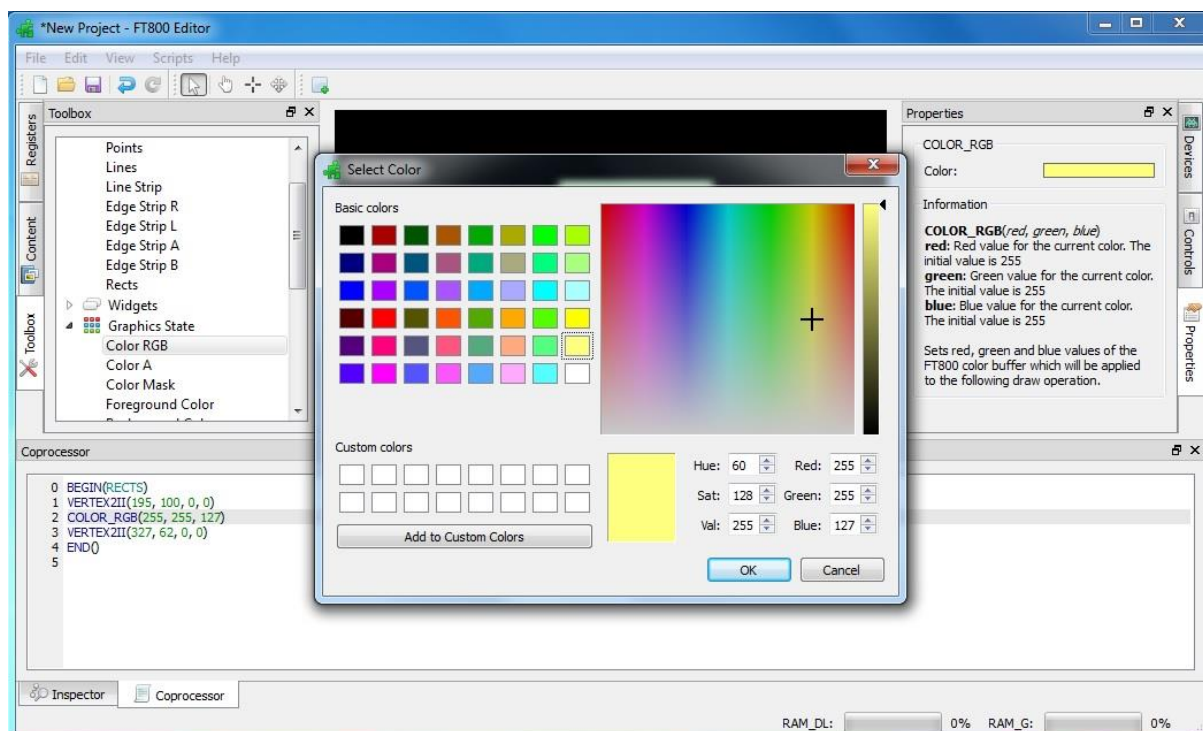 *New Project - FT800 Editor
File Edit View Scripts Help
Registers
Content
Toolbox
Toolbox
Points
Lines
Line Strip
Edge Strip R
Edge Strip L
Edge Strip A
Edge Strip B
Rects
Widgets
Graphics State
Color RGB
Color A
Color Mask
Foreground Color
Select Color
Basic colors
Custom colors
Add to Custom Colors
Hue: 60 Red: 255
Sat: 128 Green: 255
Val: 255 Blue: 127
OK Cancel
Properties
COLOR_RGB
Color:
Information
COLOR_RGB(red, green, blue)
red: Red value for the current color. The
initial value is 255
green: Green value for the current color.
The initial value is 255
blue: Blue value for the current color.
The initial value is 255
Sets red, green and blue values of the
FT800 color buffer which will be applied
to the following draw operation.
Devices
Controls
Properties
Coprocessor
0 BEGIN(RECTS)
1 VERTEX2II(195, 100, 0, 0)
2 COLOR_RGB(255, 255, 127)
3 VERTEX2II(327, 62, 0, 0)
4 END()
5
Inspector Coprocessor
RAM_DL: 0% RAM_G: 0%